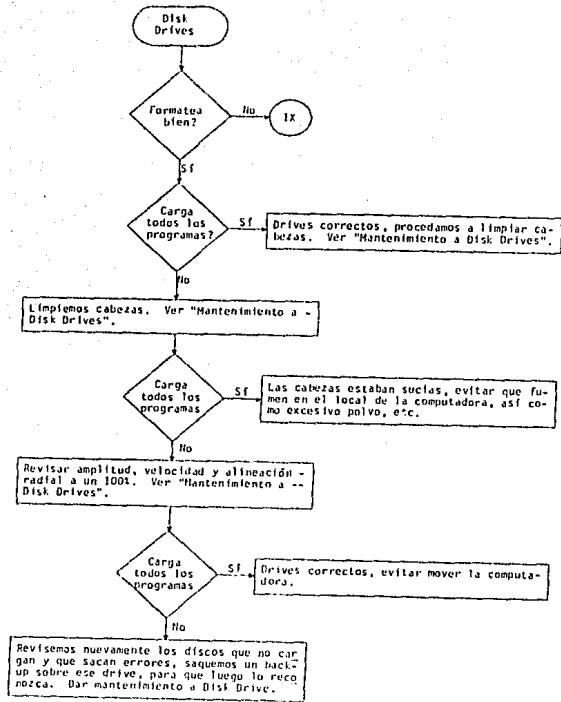 Disk
Drives
Formatea
bien?
No
IX
Sí
Carga
todos los
programas?
Sí
Drives correctos, procedamos a limpiar ca-
bezas. Ver "Mantenimiento a Disk Drives".
No
Limpiemos cabezas. Ver "Mantenimiento a -
Disk Drives".
Carga
todos los
programas
Sí
Las cabezas estaban sucias, evitar que fu-
men en el local de la computadora, así co-
mo excesivo polvo, etc.
No
Revisar amplitud, velocidad y alineación -
radial a un 100%. Ver "Mantenimiento a --
Disk Drives".
Carga
todos los
programas
Sí
Drives correctos, evitar mover la computa-
dora.
No
Revisemos nuevamente los discos que no car
gan y que sacan errores, saquemos un back-
up sobre ese drive, para que luego lo reco
nozca. Dar mantenimiento a Disk Drive.